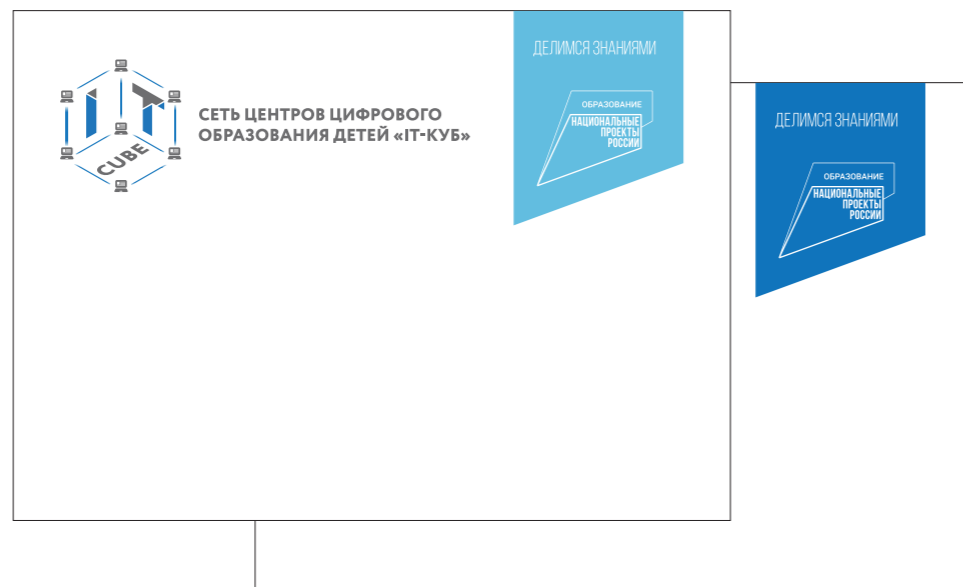 IT
CUBE
СЕТЬ ЦЕНТРОВ ЦИФРОВОГО
ОБРАЗОВАНИЯ ДЕТЕЙ «IT-КУБ»
ДЕЛИМСЯ ЗНАНИЯМИ
ОБРАЗОВАНИЕ
НАЦИОНАЛЬНЫЕ
ПРОЕКТЫ
РОССИИ
ДЕЛИМСЯ ЗНАНИЯМИ
ОБРАЗОВАНИЕ
НАЦИОНАЛЬНЫЕ
ПРОЕКТЫ
РОССИИ